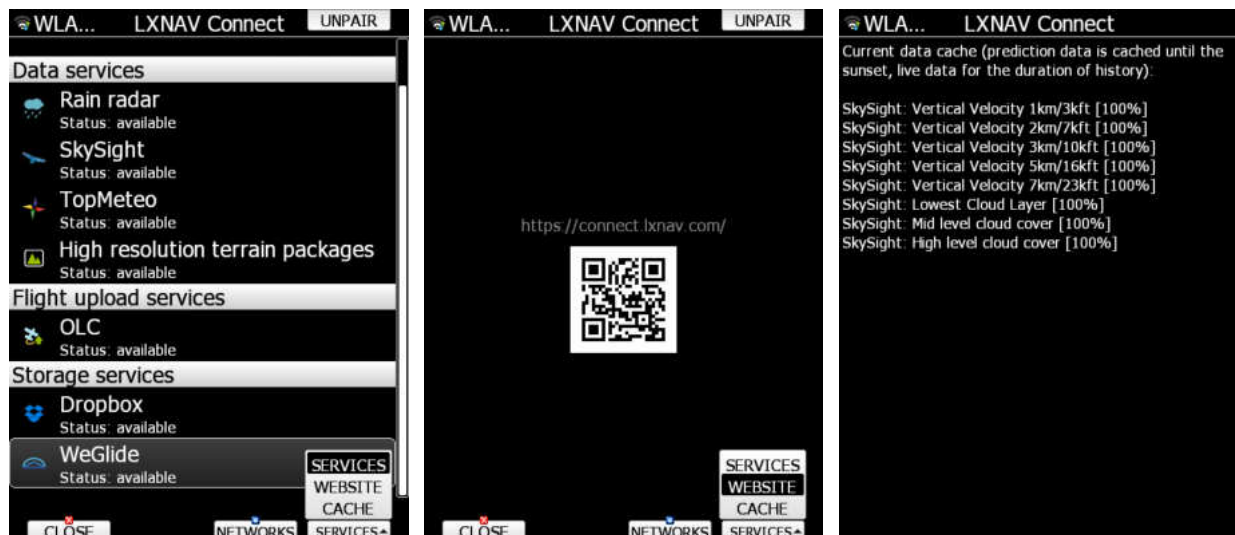 WLA... LXNAV Connect UNPAIR
Data services
Rain radar
Status: available
SkySight
Status: available
TopMeteo
Status: available
High resolution terrain packages
Status: available
Flight upload services
OLC
Status: available
Storage services
Dropbox
Status: available
WeGlide
Status: available
SERVICES
WEBSITE
CACHE
CLOSE NETWORKS SERVICES
WLA... LXNAV Connect UNPAIR
https://connect.lxnav.com/
SERVICES
WEBSITE
CACHE
CLOSE NETWORKS SERVICES
WLA... LXNAV Connect
Current data cache (prediction data is cached until the
sunset, live data for the duration of history):
SkySight: Vertical Velocity 1km/3kft [100%]
SkySight: Vertical Velocity 2km/7kft [100%]
SkySight: Vertical Velocity 3km/10kft [100%]
SkySight: Vertical Velocity 5km/16kft [100%]
SkySight: Vertical Velocity 7km/23kft [100%]
SkySight: Lowest Cloud Layer [100%]
SkySight: Mid level cloud cover [100%]
SkySight: High level cloud cover [100%]